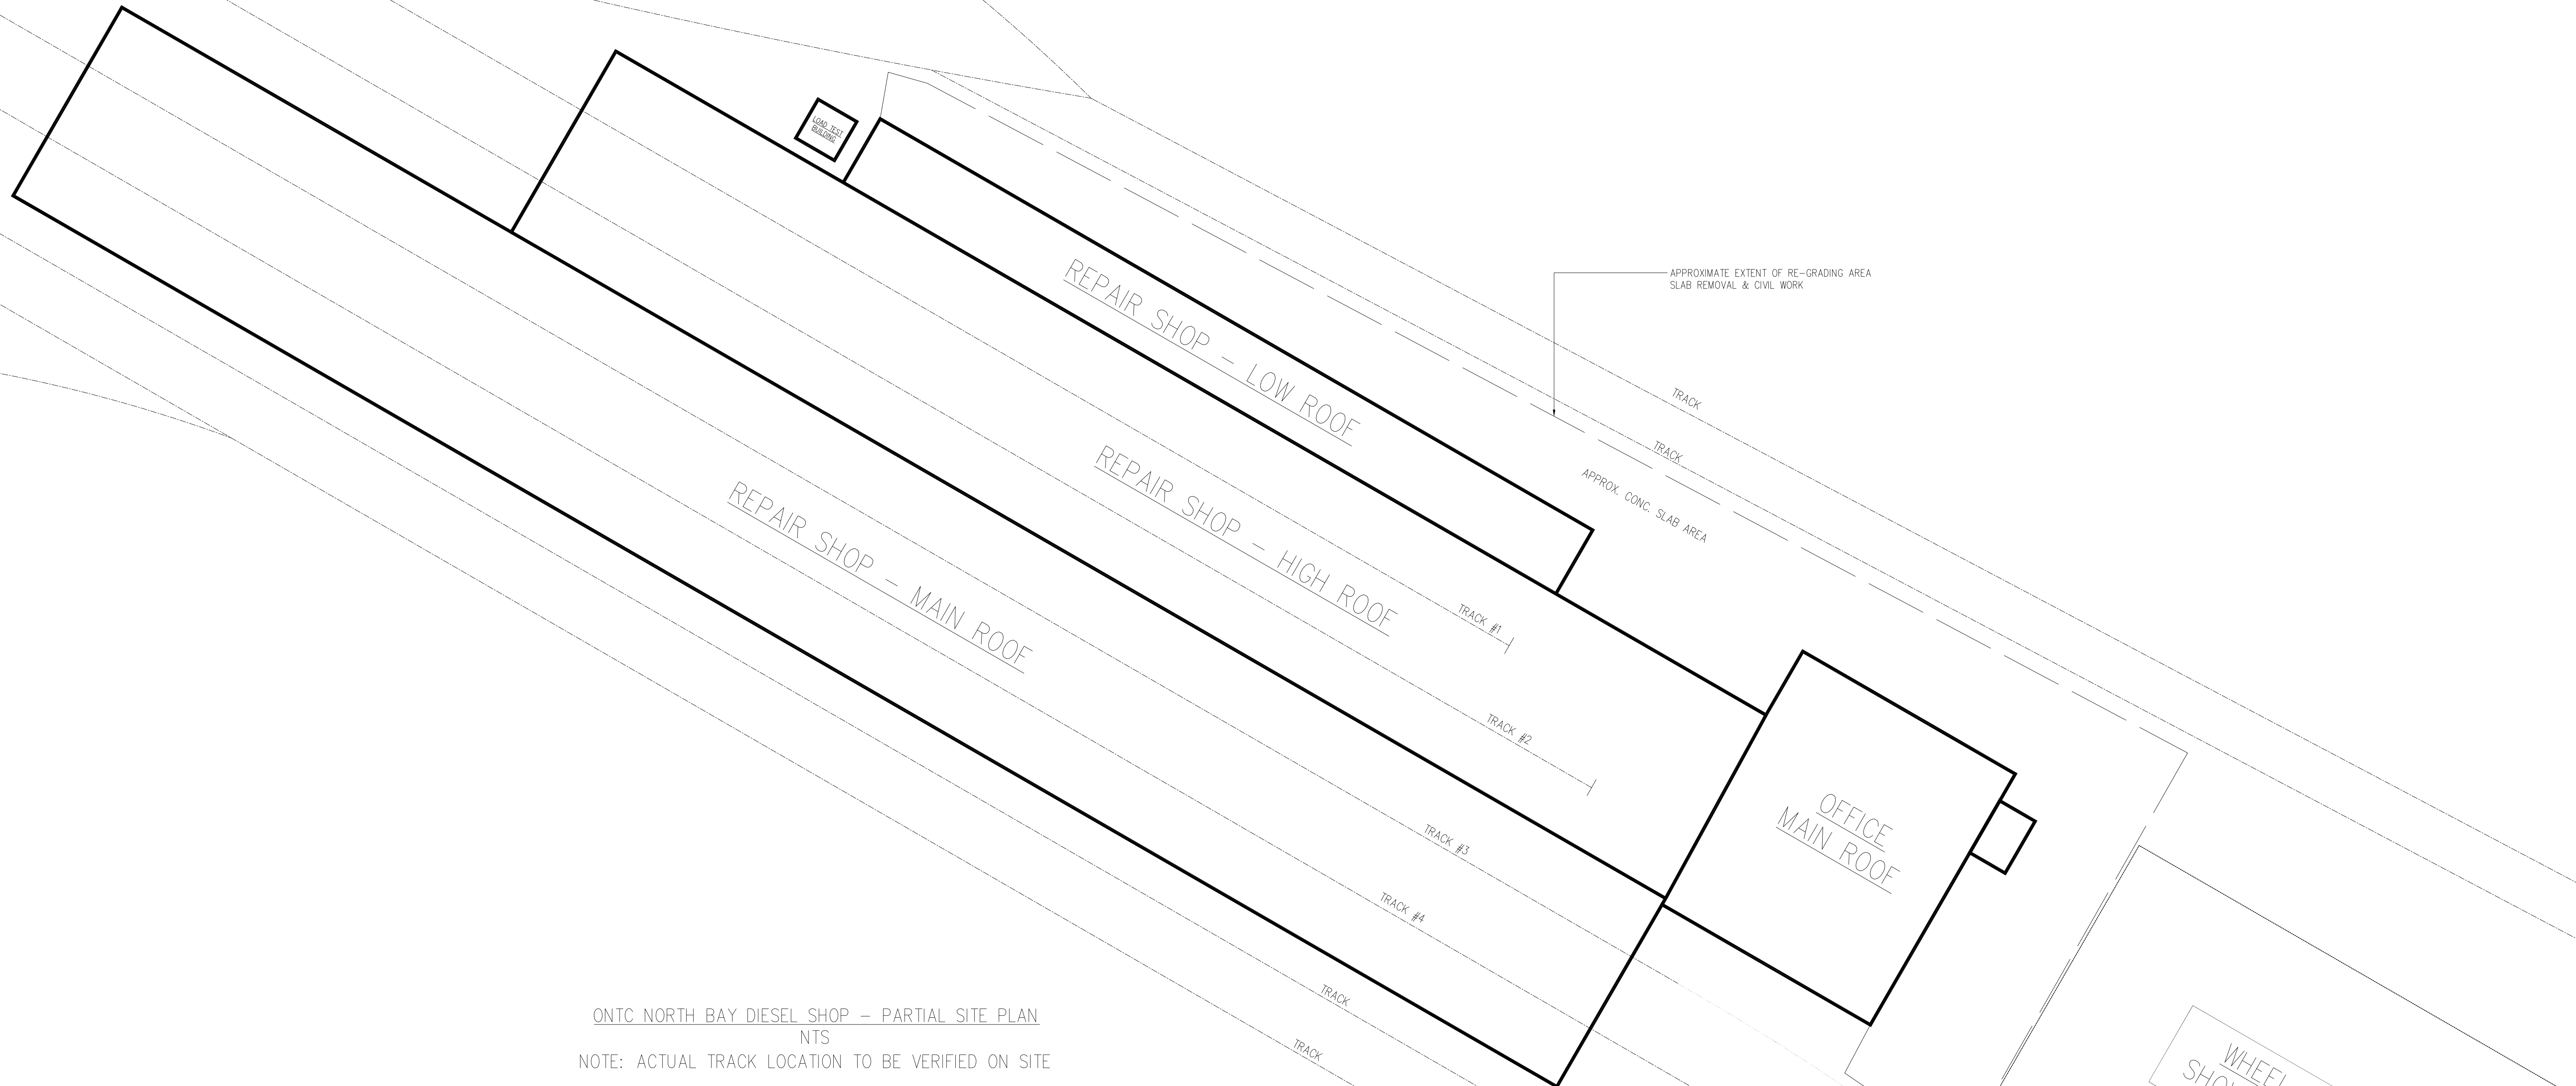 LOAD TEST
BUILDING
REPAIR SHOP - LOW ROOF
APPROXIMATE EXTENT OF RE-GRADING AREA
SLAB REMOVAL & CIVIL WORK
TRACK
TRACK
APPROX. CONC. SLAB AREA
REPAIR SHOP - HIGH ROOF
REPAIR SHOP - MAIN ROOF
TRACK #1
TRACK #2
TRACK #3
TRACK #4
OFFICE
MAIN ROOF
TRACK
TRACK
ONTC NORTH BAY DIESEL SHOP - PARTIAL SITE PLAN
NTS
NOTE: ACTUAL TRACK LOCATION TO BE VERIFIED ON SITE
WHEEL